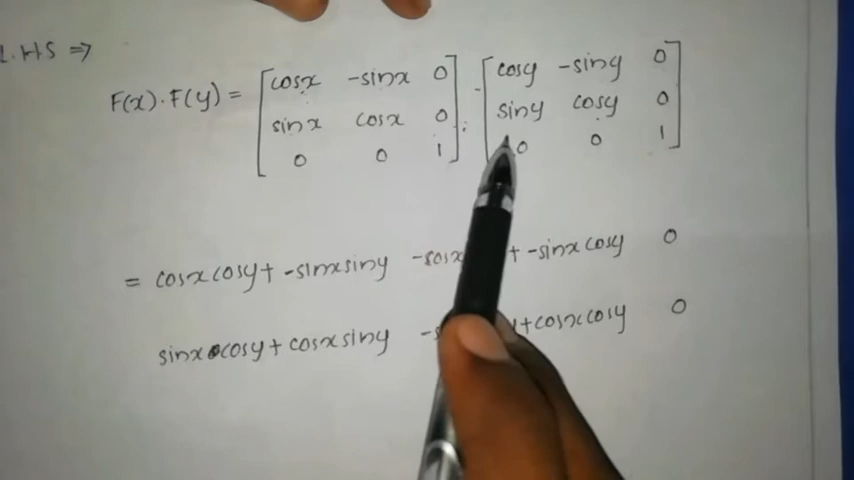 L.HS ⇒
F(x).F(y) = [cosx -sinx 0] . [cosy -siny 0]
sinx cosx 0 siny cosy 0
0 0 1 0 0 1
= cosx cosy + -sinx siny + -sinx cosy 0
sinx cosy + cosx siny + cosx cosy 0